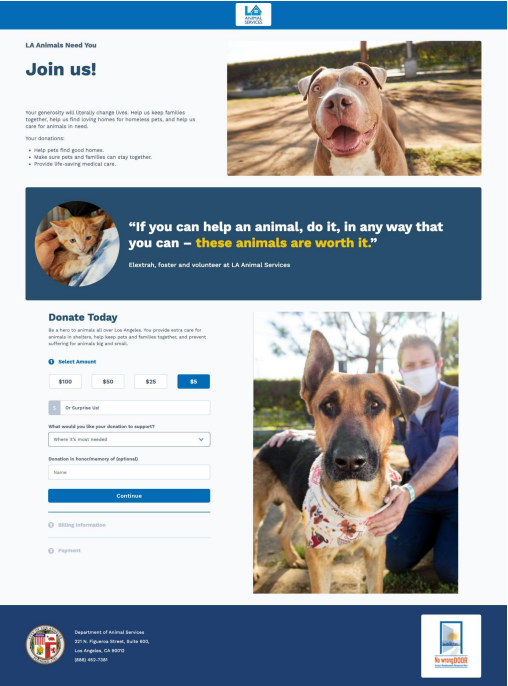 LA
ANIMAL
SERVICES
LA Animals Need You
Join us!
Your generosity will literally change lives. Help us keep families
together, help us find loving homes for homeless pets, and help us
care for animals in need.
Your donations:
• Help pets find good homes.
• Make sure pets and families can stay together.
• Provide life-saving medical care.
“If you can help an animal, do it, in any way that
you can – these animals are worth it.”
Elextrah, foster and volunteer at LA Animal Services
Donate Today
Be a hero to animals all over Los Angeles. You provide extra care for
animals in shelters, help keep pets and families together, and prevent
suffering for animals big and small.
1 Select Amount
$100 $50 $25 $5
$ Or Surprise Us!
What would you like your donation to support?
Where it's most needed
Donation in honor/memory of (optional)
Name
Continue
2 Billing Information
3 Payment
Department of Animal Services
221 N. Figueroa Street, Suite 600,
Los Angeles, CA 90012
(888) 452-7381
No wrong DOOR